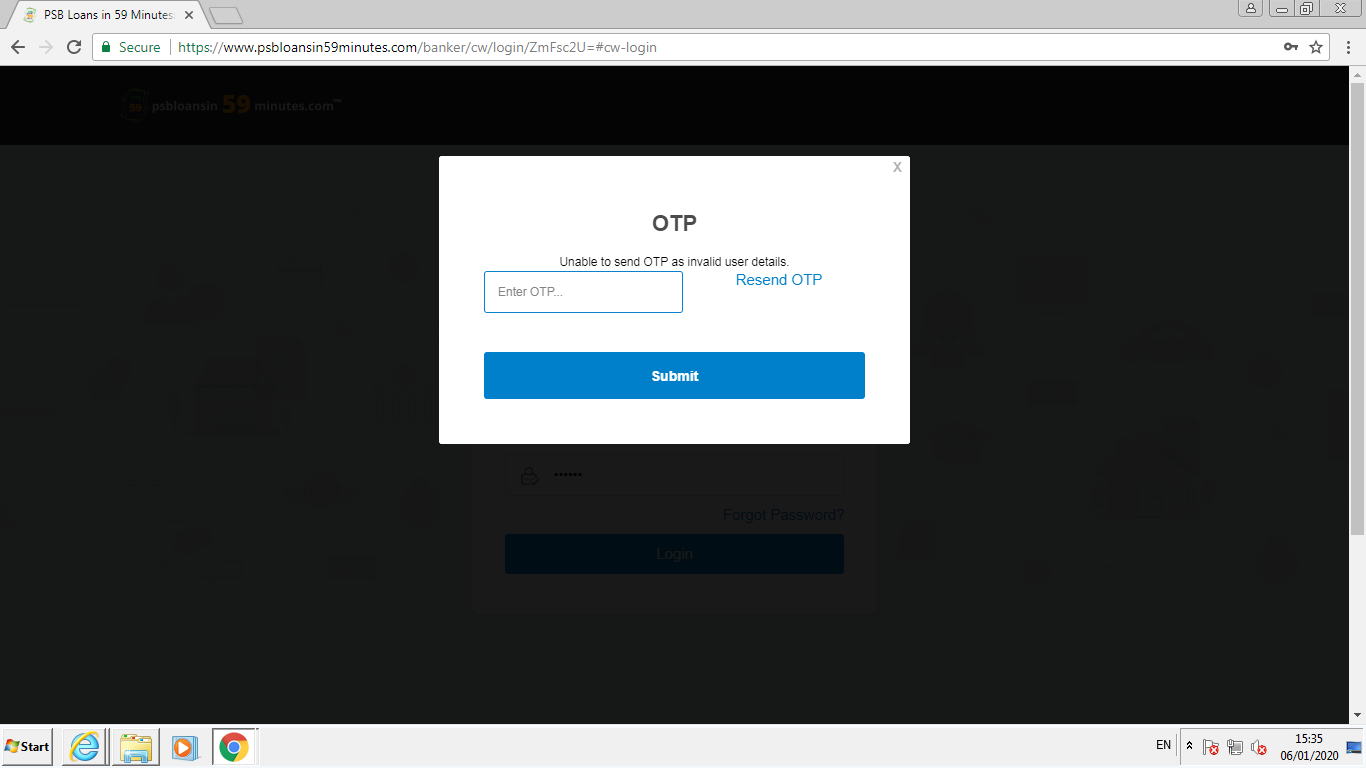 PSB Loans in 59 Minutes
Secure
https://www.psbloansin59minutes.com/banker/cw/login/ZmFsc2U=#cw-login
59 psbloansin 59 minutes.com™
X
OTP
Unable to send OTP as invalid user details.
Enter OTP...
Resend OTP
Submit
••••••
Forgot Password?
Login
Start
EN
15:35
06/01/2020